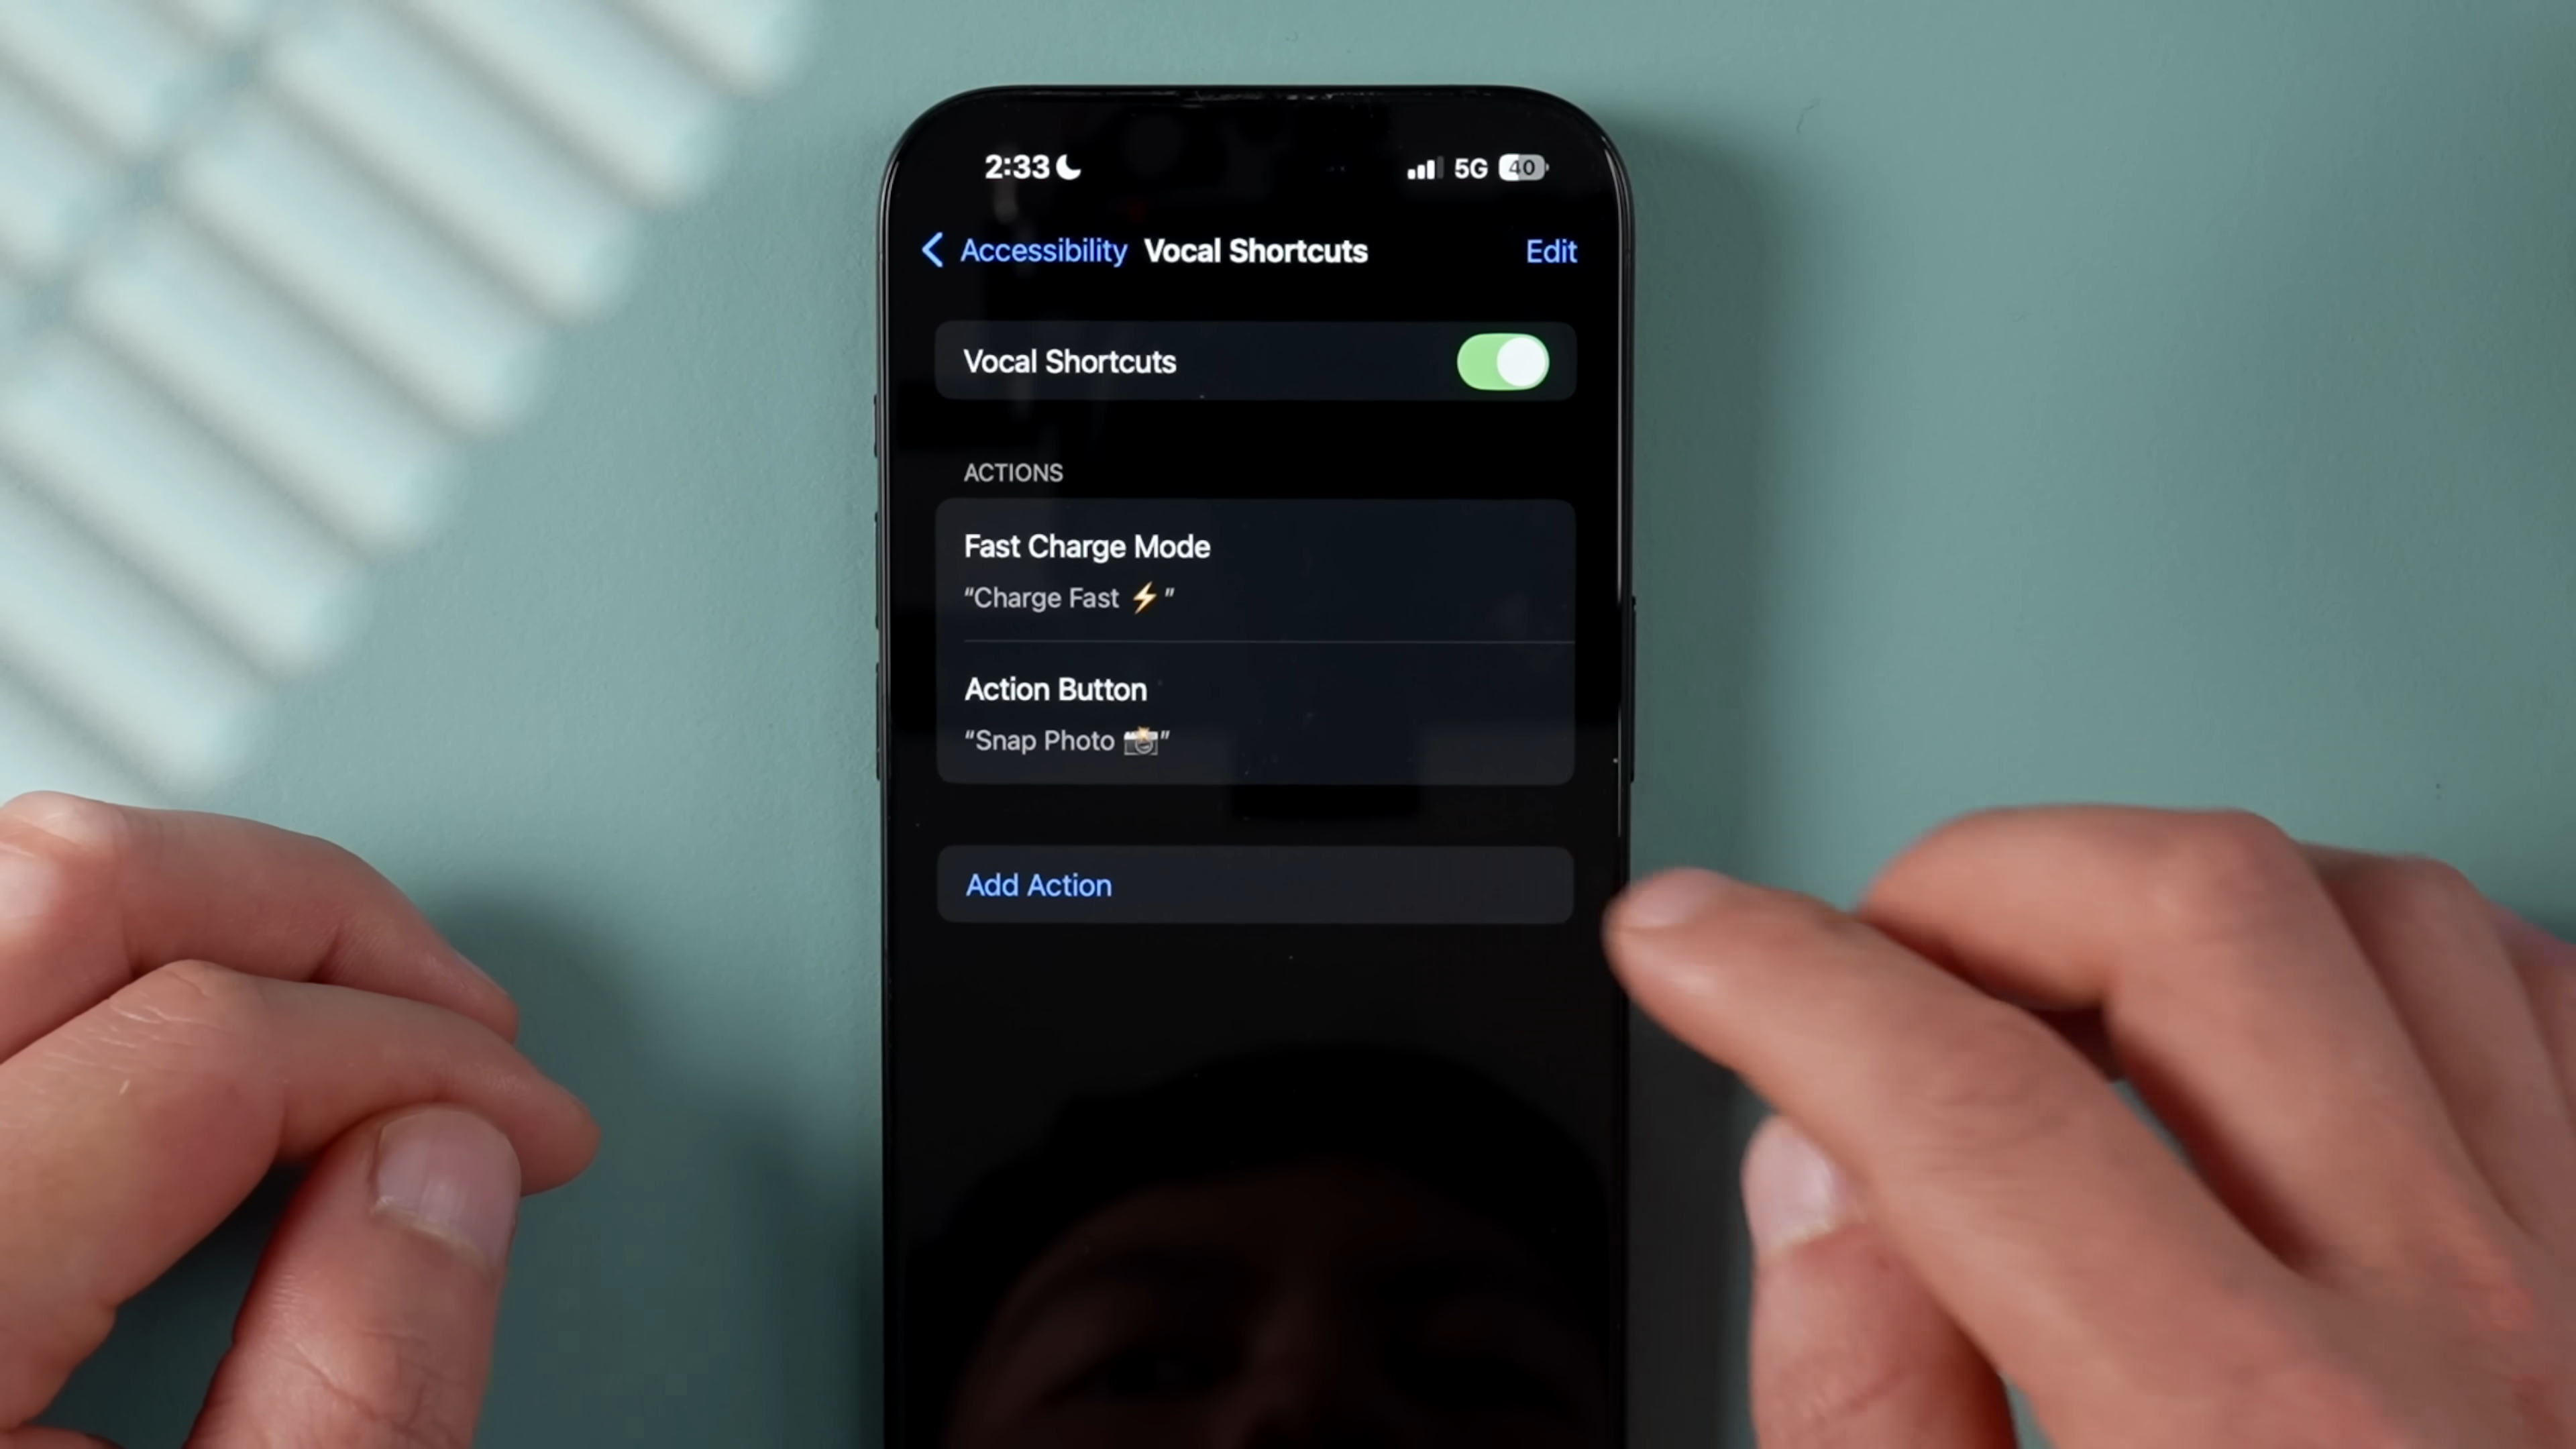 2:33 5G 40
Accessibility Vocal Shortcuts Edit
Vocal Shortcuts
ACTIONS
Fast Charge Mode
“Charge Fast ⚡”
Action Button
“Snap Photo 📸”
Add Action